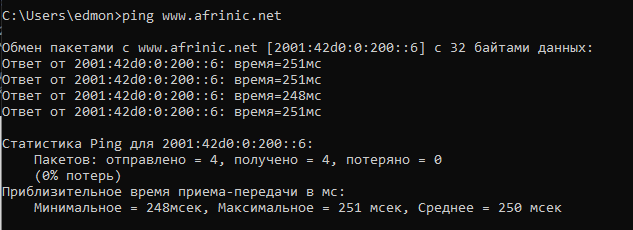 C:\Users\edmon>ping www.afrinic.net
Обмен пакетами с www.afrinic.net [2001:42d0:0:200::6] с 32 байтами данных:
Ответ от 2001:42d0:0:200::6: время=251мс
Ответ от 2001:42d0:0:200::6: время=251мс
Ответ от 2001:42d0:0:200::6: время=248мс
Ответ от 2001:42d0:0:200::6: время=251мс
Статистика Ping для 2001:42d0:0:200::6:
Пакетов: отправлено = 4, получено = 4, потеряно = 0
(0% потерь)
Приблизительное время приема-передачи в мс:
Минимальное = 248мсек, Максимальное = 251 мсек, Среднее = 250 мсек